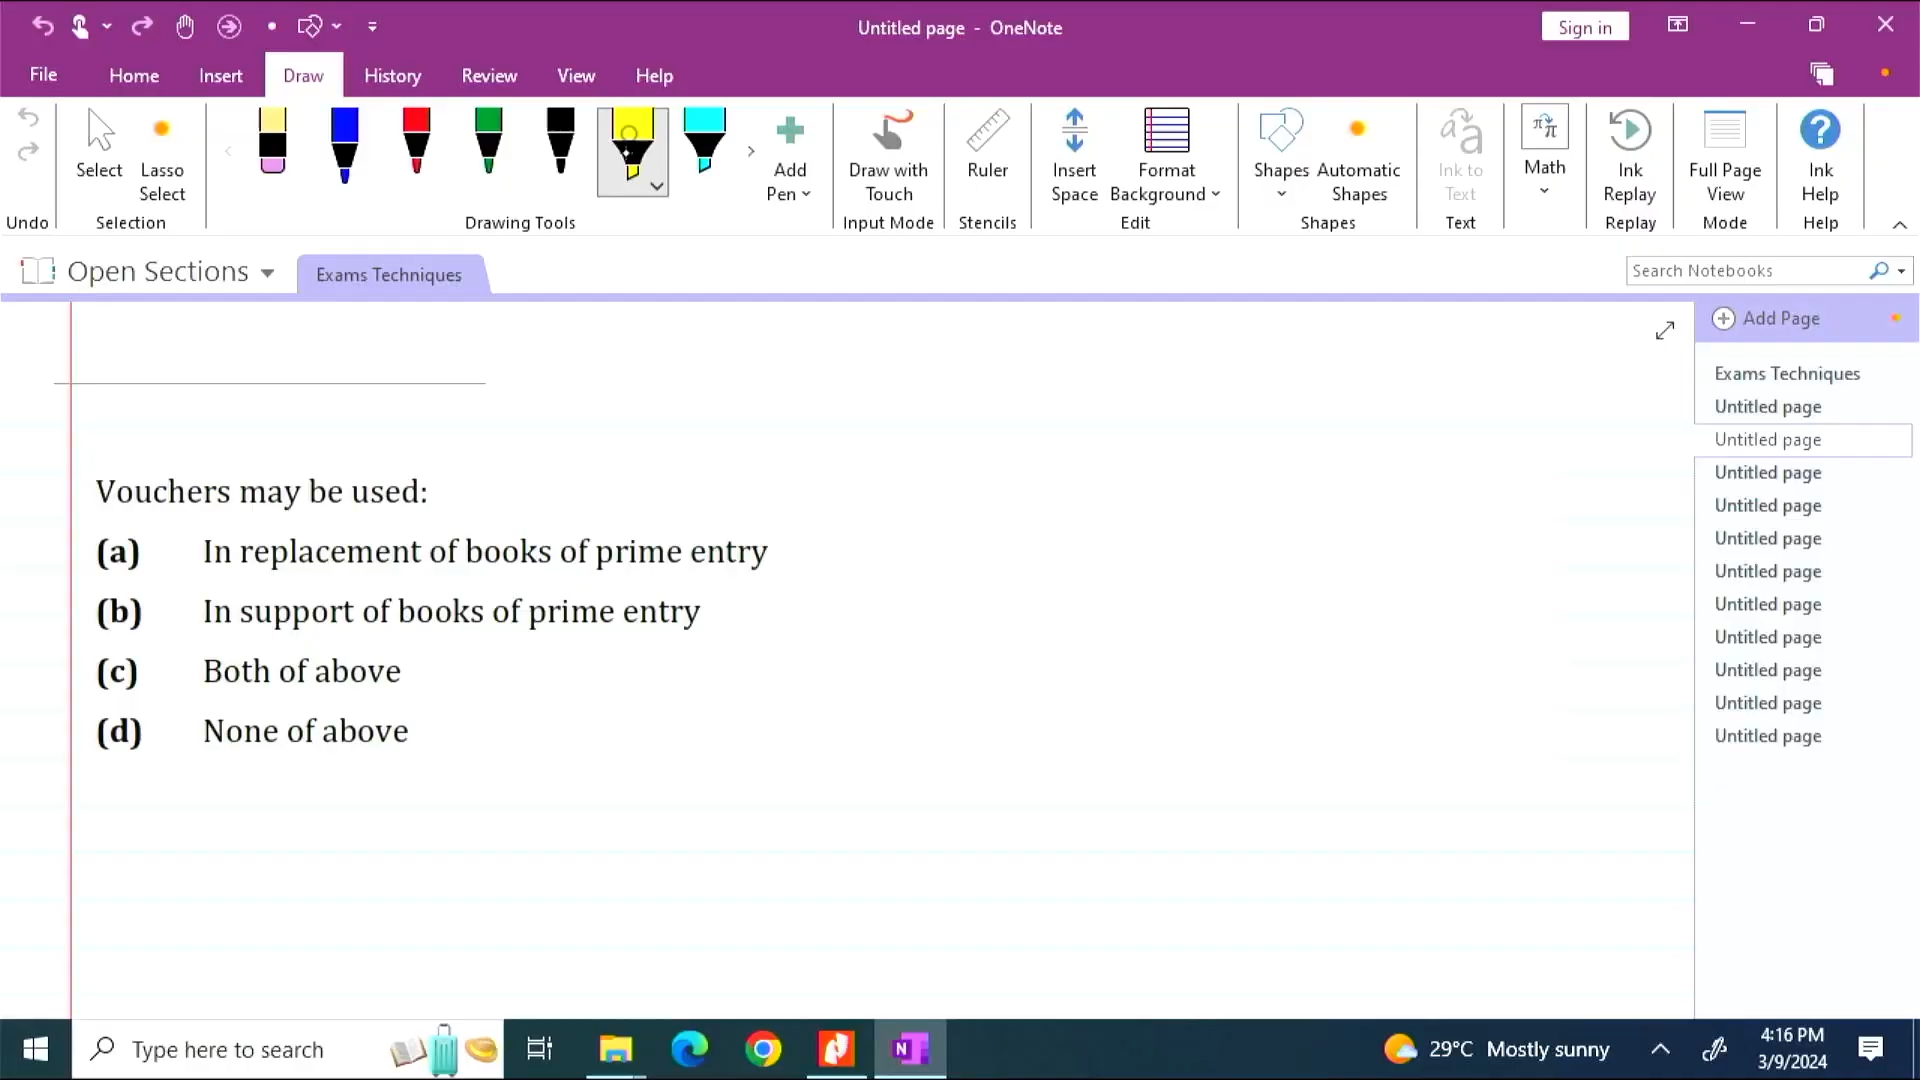 Untitled page - OneNote
Sign in
File Home Insert Draw History Review View Help
Select
Lasso Select
Add Pen
Draw with Touch
Ruler
Insert Space
Format Background
Shapes
Automatic Shapes
Ink to Text
Math
Ink Replay
Full Page View
Ink Help
Undo Selection Drawing Tools Input Mode Stencils Edit Shapes Text Replay Mode Help
Open Sections Exams Techniques
Search Notebooks
Add Page
Exams Techniques
Untitled page
Untitled page
Untitled page
Untitled page
Untitled page
Untitled page
Untitled page
Untitled page
Untitled page
Untitled page
Untitled page
Vouchers may be used:
(a) In replacement of books of prime entry
(b) In support of books of prime entry
(c) Both of above
(d) None of above
Type here to search
29°C Mostly sunny
4:16 PM
3/9/2024